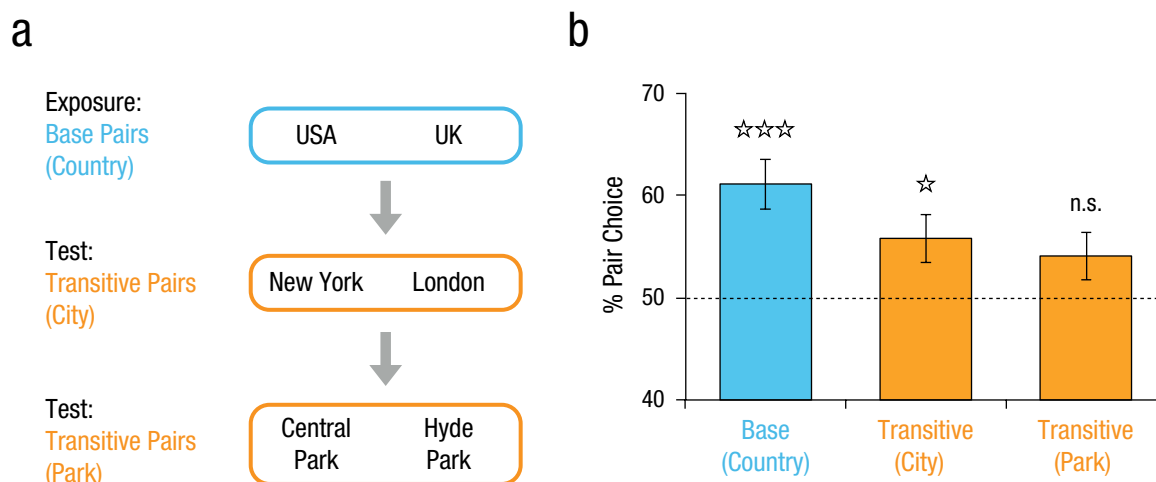 a
Exposure:
Base Pairs
(Country)
USA UK
Test:
Transitive Pairs
(City)
New York London
Test:
Transitive Pairs
(Park)
Central Park
Hyde Park
b
% Pair Choice
70
60
50
40
☆☆☆
☆
n.s.
Base
(Country)
Transitive
(City)
Transitive
(Park)